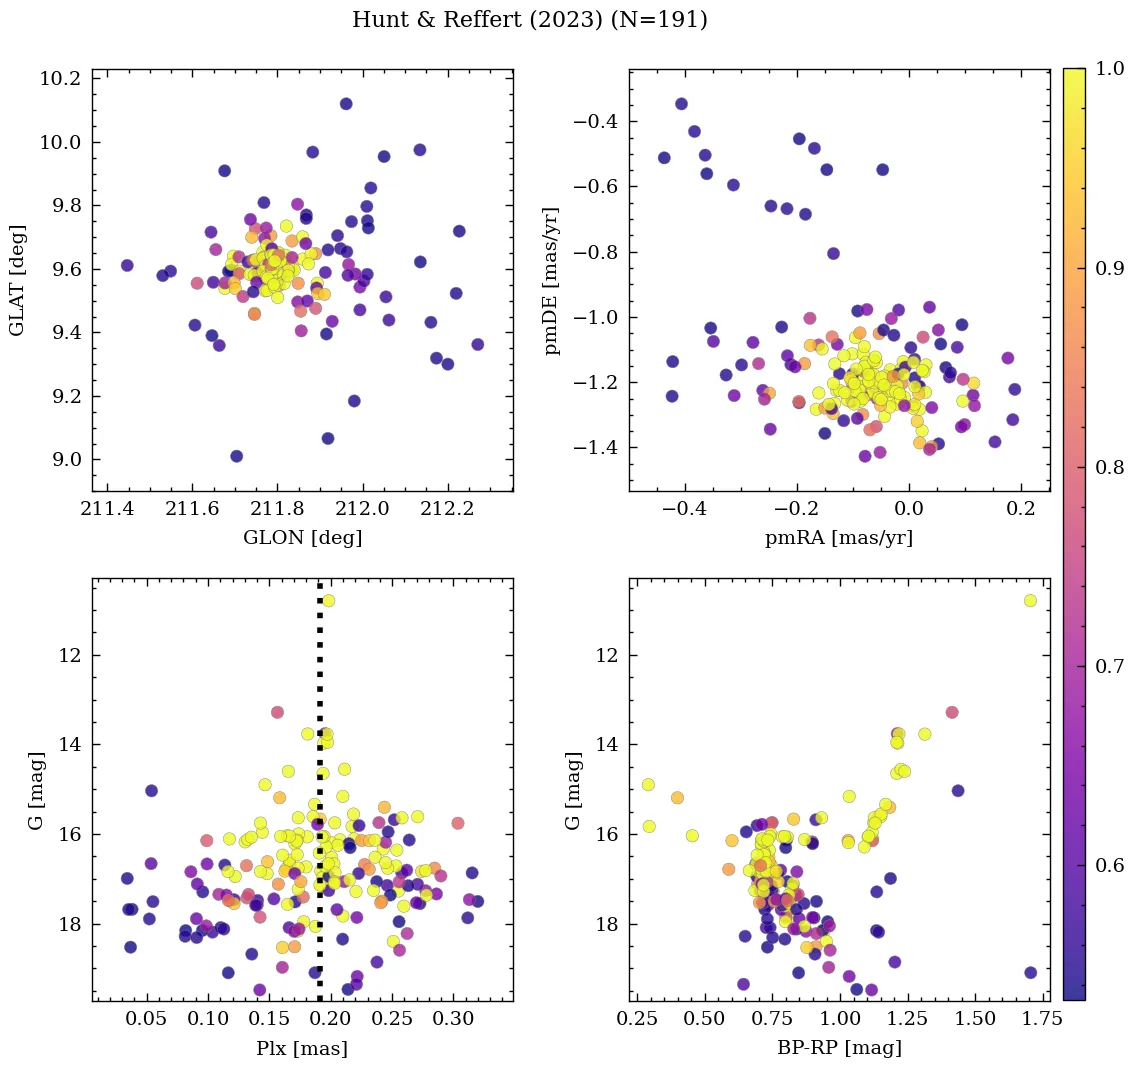 Hunt & Reffert (2023) (N=191)
10.2
10.0
9.8
9.6
9.4
9.2
9.0
GLAT [deg]
211.4 211.6 211.8 212.0 212.2
GLON [deg]
−0.4
−0.6
−0.8
−1.0
−1.2
−1.4
pmDE [mas/yr]
−0.4 −0.2 0.0 0.2
pmRA [mas/yr]
1.0
0.9
0.8
0.7
0.6
12
14
16
18
G [mag]
0.05 0.10 0.15 0.20 0.25 0.30
Plx [mas]
12
14
16
18
G [mag]
0.25 0.50 0.75 1.00 1.25 1.50 1.75
BP-RP [mag]